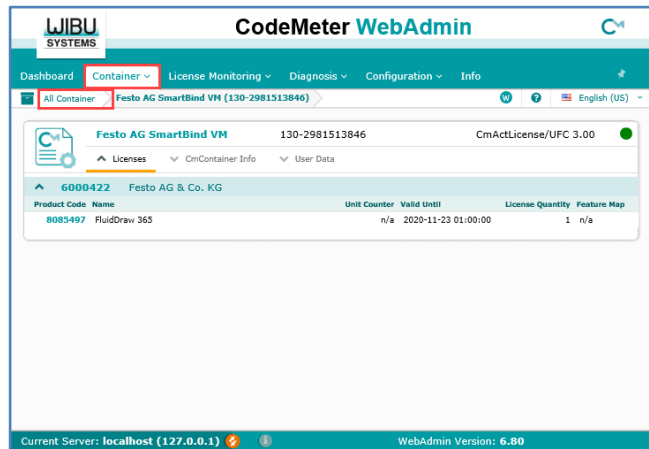 WIBU
SYSTEMS
CodeMeter WebAdmin
Dashboard Container License Monitoring Diagnosis Configuration Info
All Container Festo AG SmartBind VM (130-2981513846) W ? English (US)
Festo AG SmartBind VM 130-2981513846 CmActLicense/UFC 3.00
Licenses CmContainer Info User Data
6000422 Festo AG & Co. KG
Product Code Name Unit Counter Valid Until License Quantity Feature Map
8085497 FluidDraw 365 n/a 2020-11-23 01:00:00 1 n/a
Current Server: localhost (127.0.0.1) i WebAdmin Version: 6.80